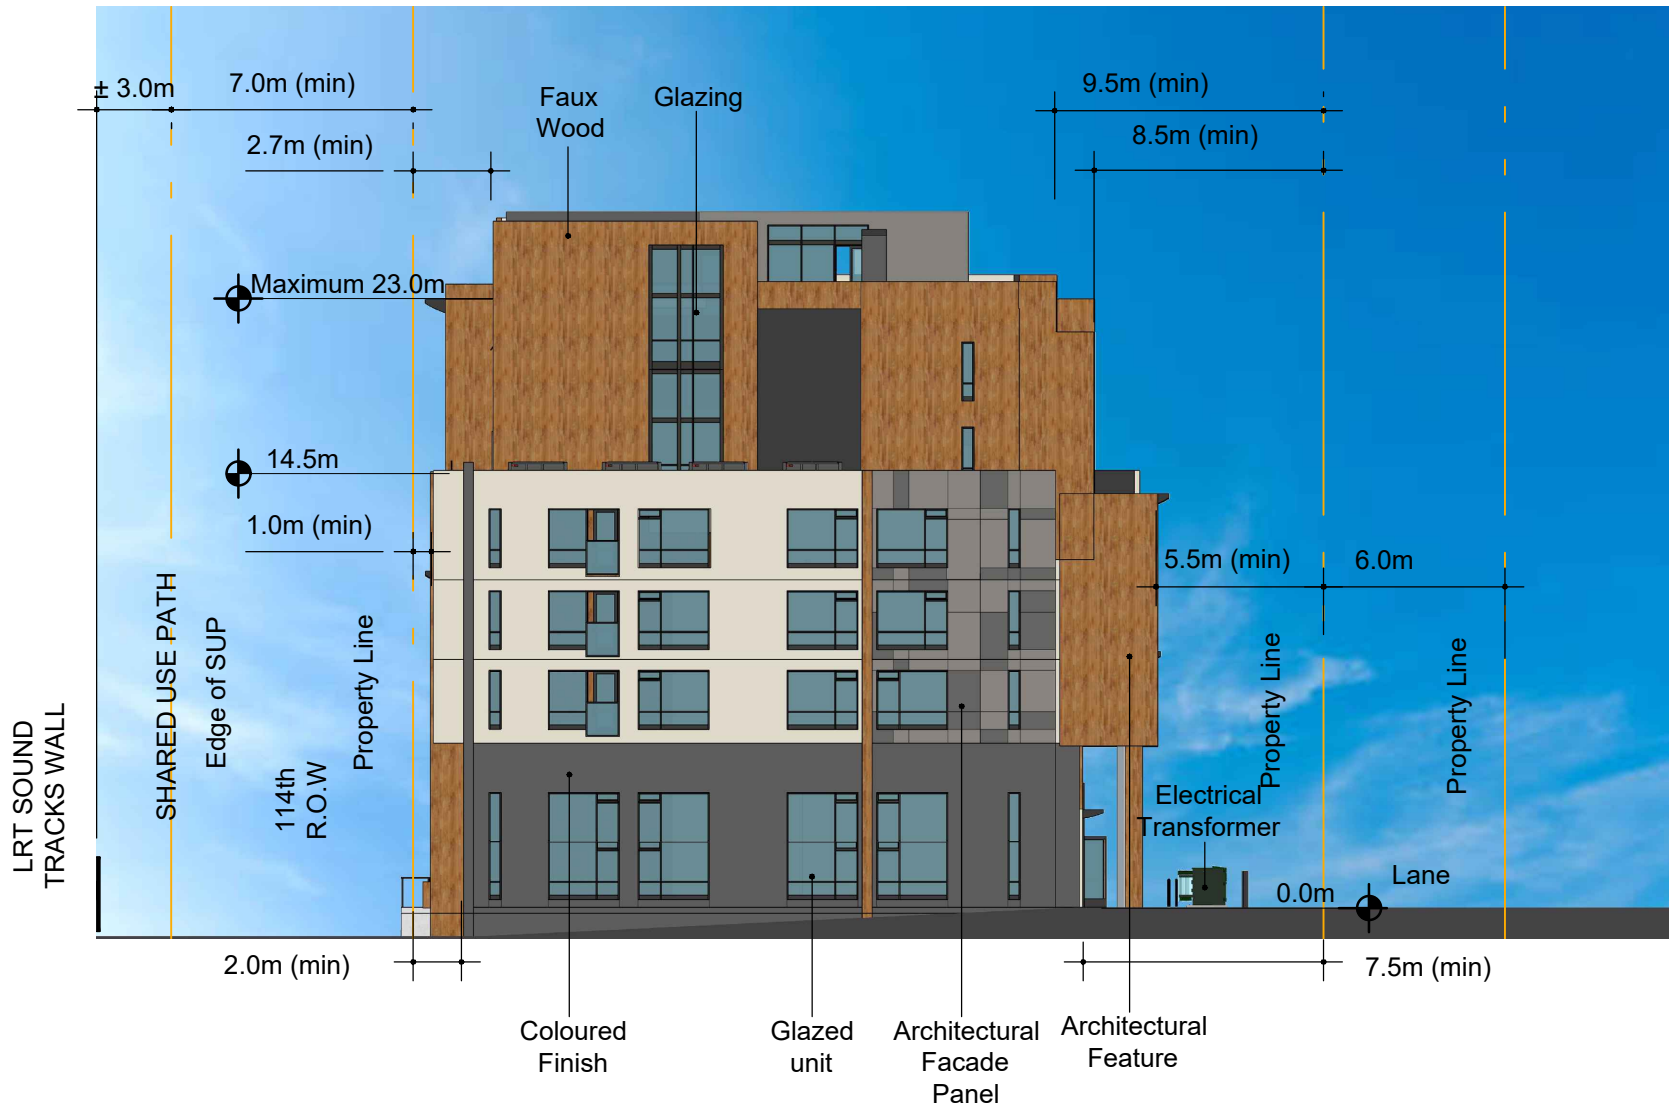 ± 3.0m
7.0m (min)
2.7m (min)
Faux
Wood
Glazing
9.5m (min)
8.5m (min)
Maximum 23.0m
14.5m
1.0m (min)
5.5m (min)
6.0m
LRT SOUND
TRACKS WALL
SHARED USE PATH
Edge of SUP
114th
R.O.W
Property Line
Property Line
Property Line
Electrical
Transformer
0.0m
Lane
2.0m (min)
7.5m (min)
Coloured
Finish
Glazed
unit
Architectural
Facade
Panel
Architectural
Feature